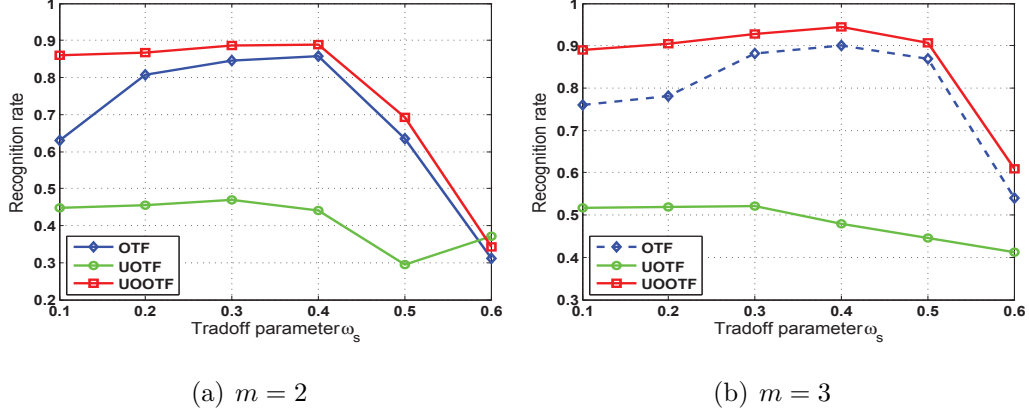 1
0.9
0.8
0.7
0.6
0.5
0.4
0.3
0.2
Recognition rate
OTF
UOTF
UOOTF
0.1 0.2 0.3 0.4 0.5 0.6
Tradoff parameter ωs
(a) m = 2
1
0.9
0.8
0.7
0.6
0.5
0.4
0.3
Recognition rate
OTF
UOTF
UOOTF
0.1 0.2 0.3 0.4 0.5 0.6
Tradoff parameter ωs
(b) m = 3